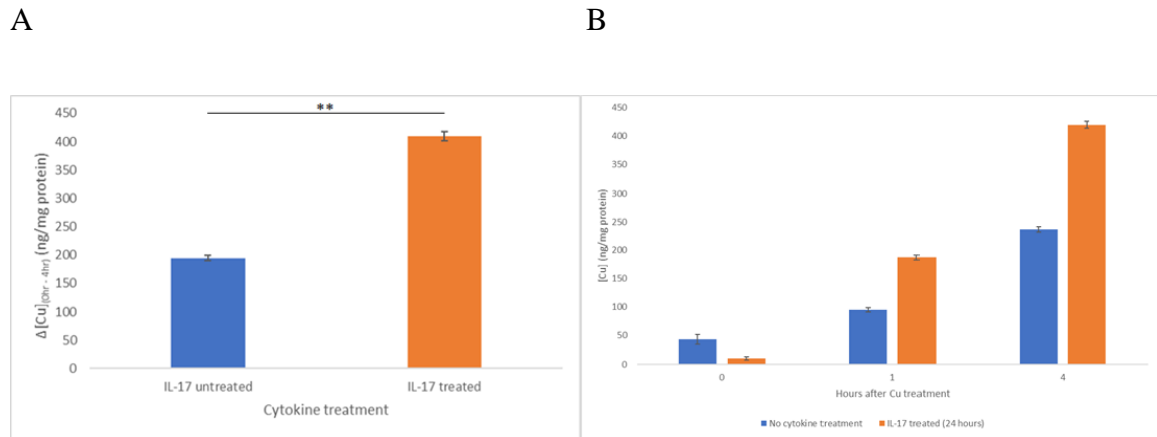 A
B
**
450
400
350
300
250
200
150
100
50
0
Δ[Cu](0hr - 4hr) (ng/mg protein)
IL-17 untreated
IL-17 treated
Cytokine treatment
450
400
350
300
250
200
150
100
50
0
[Cu] (ng/mg protein)
0
1
4
Hours after Cu treatment
No cytokine treatment
IL-17 treated (24 hours)